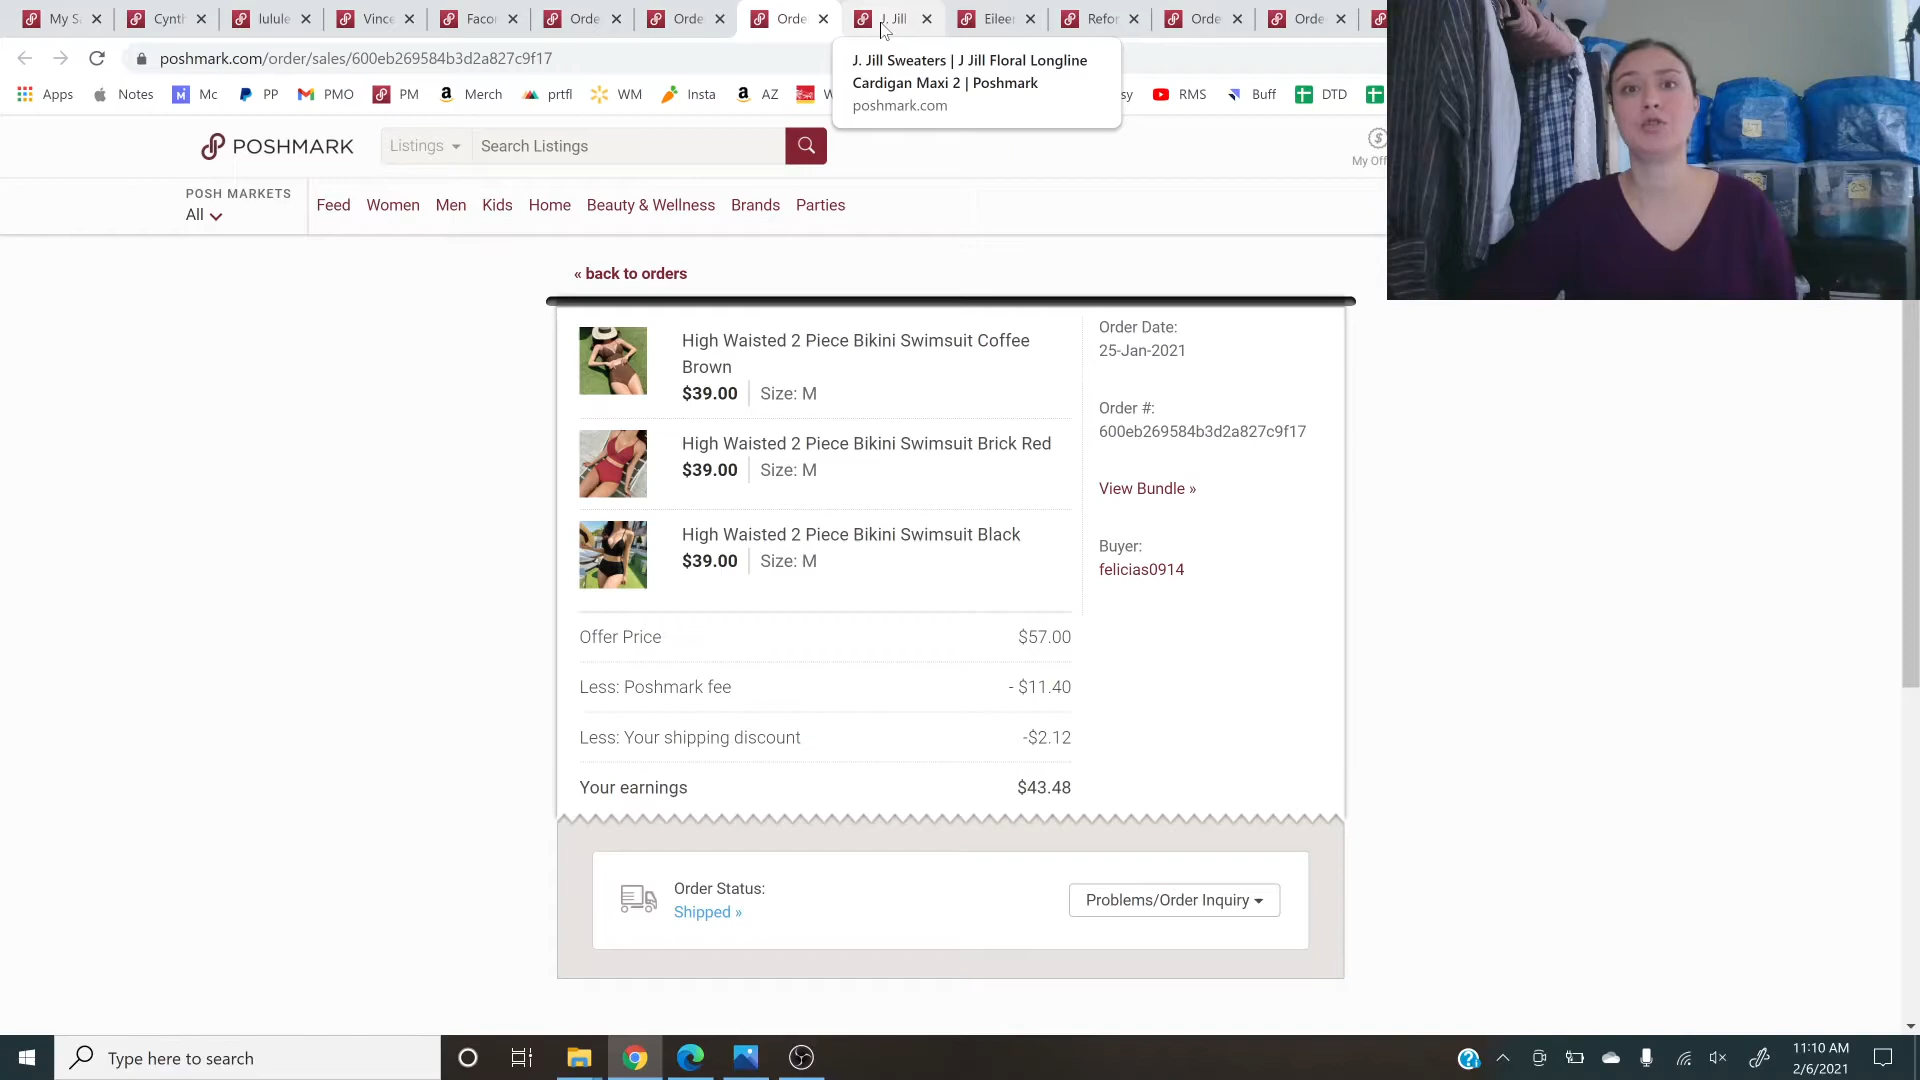 My S
Cynth
lulule
Vince
Facor
Orde
Orde
Orde
J. Jill
Eileen
Refor
Orde
Orde
poshmark.com/order/sales/600eb269584b3d2a827c9f17
J. Jill Sweaters | J Jill Floral Longline
Cardigan Maxi 2 | Poshmark
poshmark.com
Apps
Notes
Mc
PP
PMO
PM
Merch
prtfl
WM
Insta
AZ
W
sy
RMS
Buff
DTD
POSHMARK
Listings
Search Listings
My Off
POSH MARKETS
All
Feed
Women
Men
Kids
Home
Beauty & Wellness
Brands
Parties
« back to orders
High Waisted 2 Piece Bikini Swimsuit Coffee
Brown
$39.00
Size: M
High Waisted 2 Piece Bikini Swimsuit Brick Red
$39.00
Size: M
High Waisted 2 Piece Bikini Swimsuit Black
$39.00
Size: M
Order Date:
25-Jan-2021
Order #:
600eb269584b3d2a827c9f17
View Bundle »
Buyer:
felicias0914
Offer Price
$57.00
Less: Poshmark fee
- $11.40
Less: Your shipping discount
-$2.12
Your earnings
$43.48
Order Status:
Shipped »
Problems/Order Inquiry
Type here to search
11:10 AM
2/6/2021